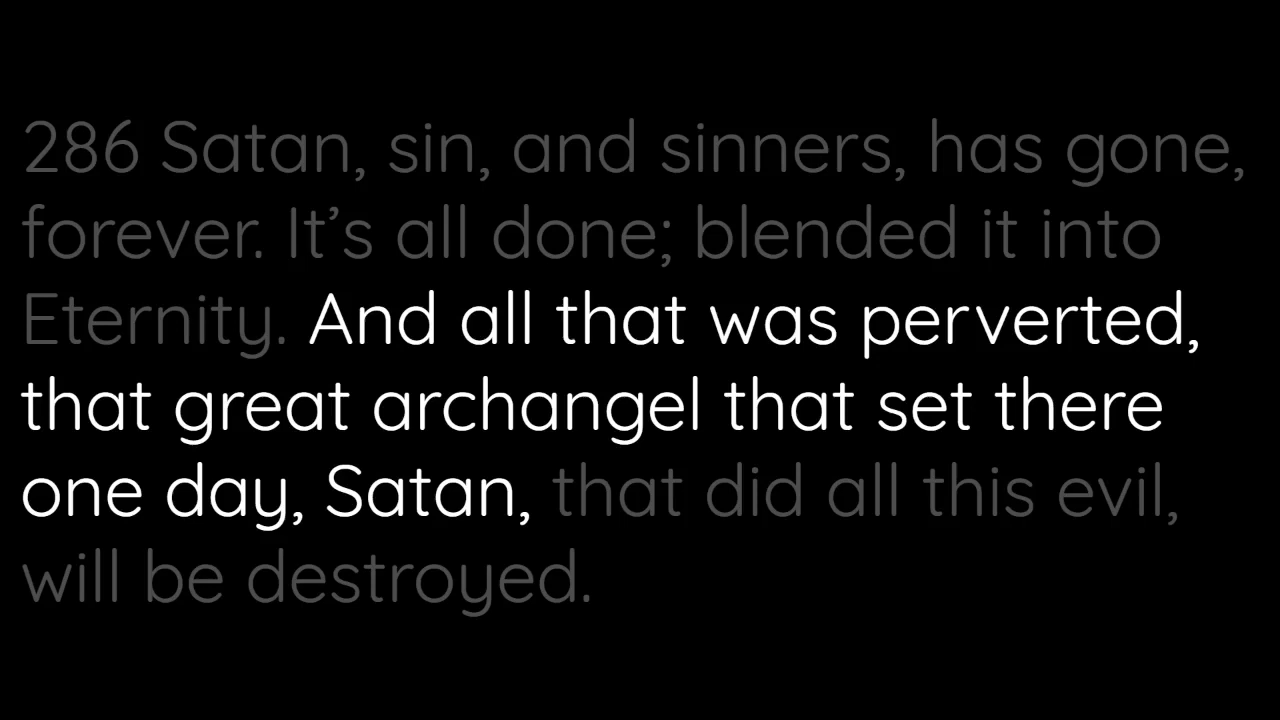 286 Satan, sin, and sinners, has gone,
forever. It’s all done; blended it into
Eternity. And all that was perverted,
that great archangel that set there
one day, Satan, that did all this evil,
will be destroyed.